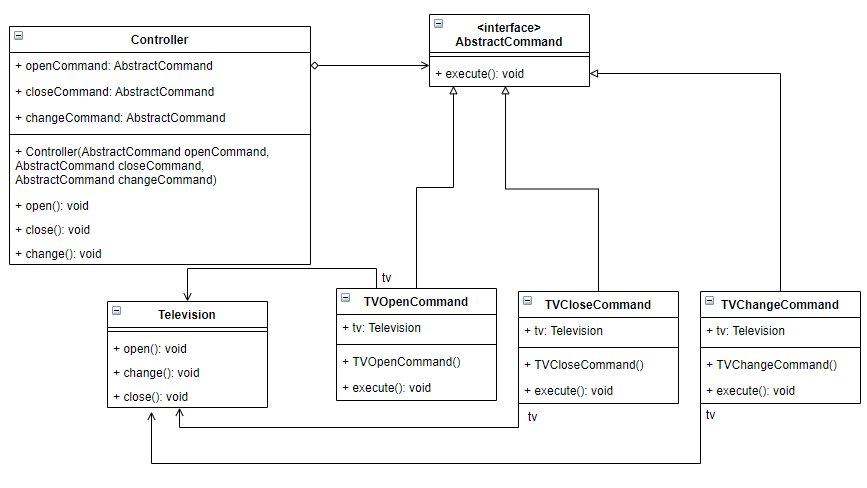 Controller
+ openCommand: AbstractCommand
+ closeCommand: AbstractCommand
+ changeCommand: AbstractCommand
+ Controller(AbstractCommand openCommand,
AbstractCommand closeCommand,
AbstractCommand changeCommand)
+ open(): void
+ close(): void
+ change(): void
<interface>
AbstractCommand
+ execute(): void
tv
Television
+ open(): void
+ change(): void
+ close(): void
TVOpenCommand
+ tv: Television
+ TVOpenCommand()
+ execute(): void
TVCloseCommand
+ tv: Television
+ TVCloseCommand()
+ execute(): void
tv
TVChangeCommand
+ tv: Television
+ TVChangeCommand()
+ execute(): void
tv